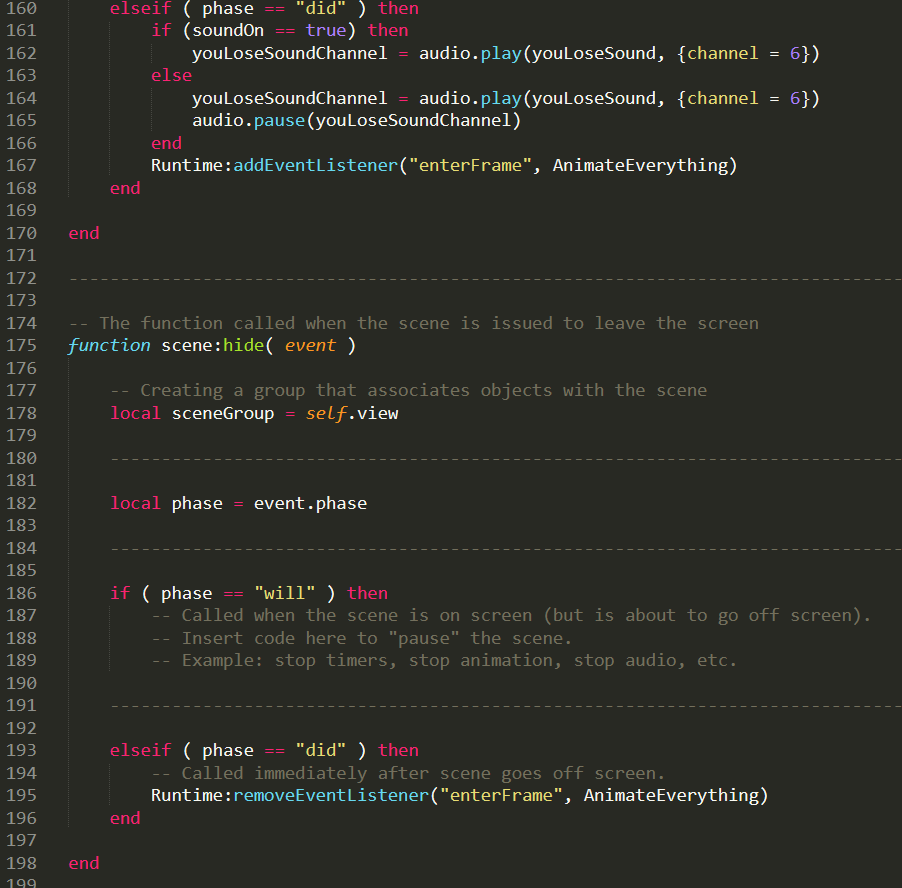 160 elseif ( phase == "did" ) then
161 if (soundOn == true) then
162 youLoseSoundChannel = audio.play(youLoseSound, {channel = 6})
163 else
164 youLoseSoundChannel = audio.play(youLoseSound, {channel = 6})
165 audio.pause(youLoseSoundChannel)
166 end
167 Runtime:addEventListener("enterFrame", AnimateEverything)
168 end
169
170 end
171
172 -----------------------------------------------------------------------------------------
173
174 -- The function called when the scene is issued to leave the screen
175 function scene:hide( event )
176
177 -- Creating a group that associates objects with the scene
178 local sceneGroup = self.view
179
180 -----------------------------------------------------------------------------------------
181
182 local phase = event.phase
183
184 -----------------------------------------------------------------------------------------
185
186 if ( phase == "will" ) then
187 -- Called when the scene is on screen (but is about to go off screen).
188 -- Insert code here to "pause" the scene.
189 -- Example: stop timers, stop animation, stop audio, etc.
190
191 -----------------------------------------------------------------------------------------
192
193 elseif ( phase == "did" ) then
194 -- Called immediately after scene goes off screen.
195 Runtime:removeEventListener("enterFrame", AnimateEverything)
196 end
197
198 end
199